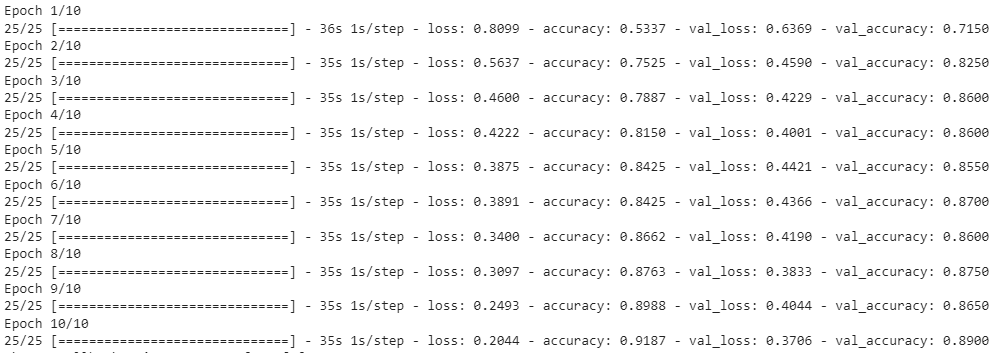 Epoch 1/10
25/25 [==============================] - 36s 1s/step - loss: 0.8099 - accuracy: 0.5337 - val_loss: 0.6369 - val_accuracy: 0.7150
Epoch 2/10
25/25 [==============================] - 35s 1s/step - loss: 0.5637 - accuracy: 0.7525 - val_loss: 0.4590 - val_accuracy: 0.8250
Epoch 3/10
25/25 [==============================] - 35s 1s/step - loss: 0.4600 - accuracy: 0.7887 - val_loss: 0.4229 - val_accuracy: 0.8600
Epoch 4/10
25/25 [==============================] - 35s 1s/step - loss: 0.4222 - accuracy: 0.8150 - val_loss: 0.4001 - val_accuracy: 0.8600
Epoch 5/10
25/25 [==============================] - 35s 1s/step - loss: 0.3875 - accuracy: 0.8425 - val_loss: 0.4421 - val_accuracy: 0.8550
Epoch 6/10
25/25 [==============================] - 35s 1s/step - loss: 0.3891 - accuracy: 0.8425 - val_loss: 0.4366 - val_accuracy: 0.8700
Epoch 7/10
25/25 [==============================] - 35s 1s/step - loss: 0.3400 - accuracy: 0.8662 - val_loss: 0.4190 - val_accuracy: 0.8600
Epoch 8/10
25/25 [==============================] - 35s 1s/step - loss: 0.3097 - accuracy: 0.8763 - val_loss: 0.3833 - val_accuracy: 0.8750
Epoch 9/10
25/25 [==============================] - 35s 1s/step - loss: 0.2493 - accuracy: 0.8988 - val_loss: 0.4044 - val_accuracy: 0.8650
Epoch 10/10
25/25 [==============================] - 35s 1s/step - loss: 0.2044 - accuracy: 0.9187 - val_loss: 0.3706 - val_accuracy: 0.8900